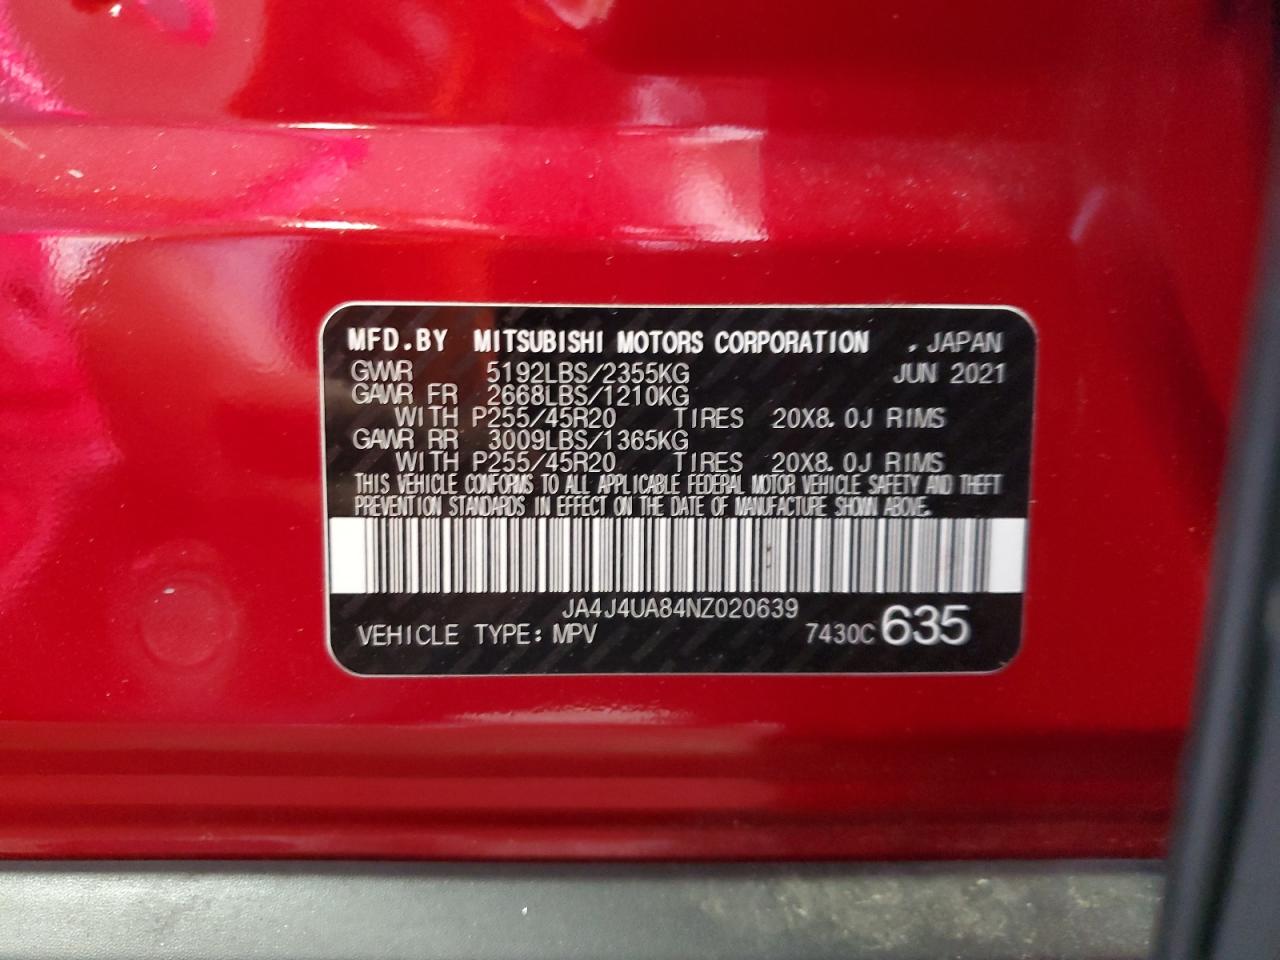 MFD.BY MITSUBISHI MOTORS CORPORATION . JAPAN
GVWR 5192LBS/2355KG JUN 2021
GAWR FR 2668LBS/1210KG
WITH P255/45R20 TIRES 20X8.0J RIMS
GAWR RR 3009LBS/1365KG
WITH P255/45R20 TIRES 20X8.0J RIMS
THIS VEHICLE CONFORMS TO ALL APPLICABLE FEDERAL MOTOR VEHICLE SAFETY AND THEFT
PREVENTION STANDARDS IN EFFECT ON THE DATE OF MANUFACTURE SHOWN ABOVE.
JA4J4UA84NZ020639
VEHICLE TYPE: MPV 7430C 635